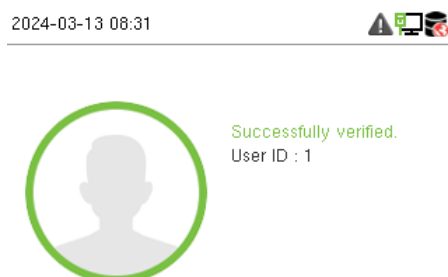 2024-03-13 08:31
Successfully verified.
User ID : 1